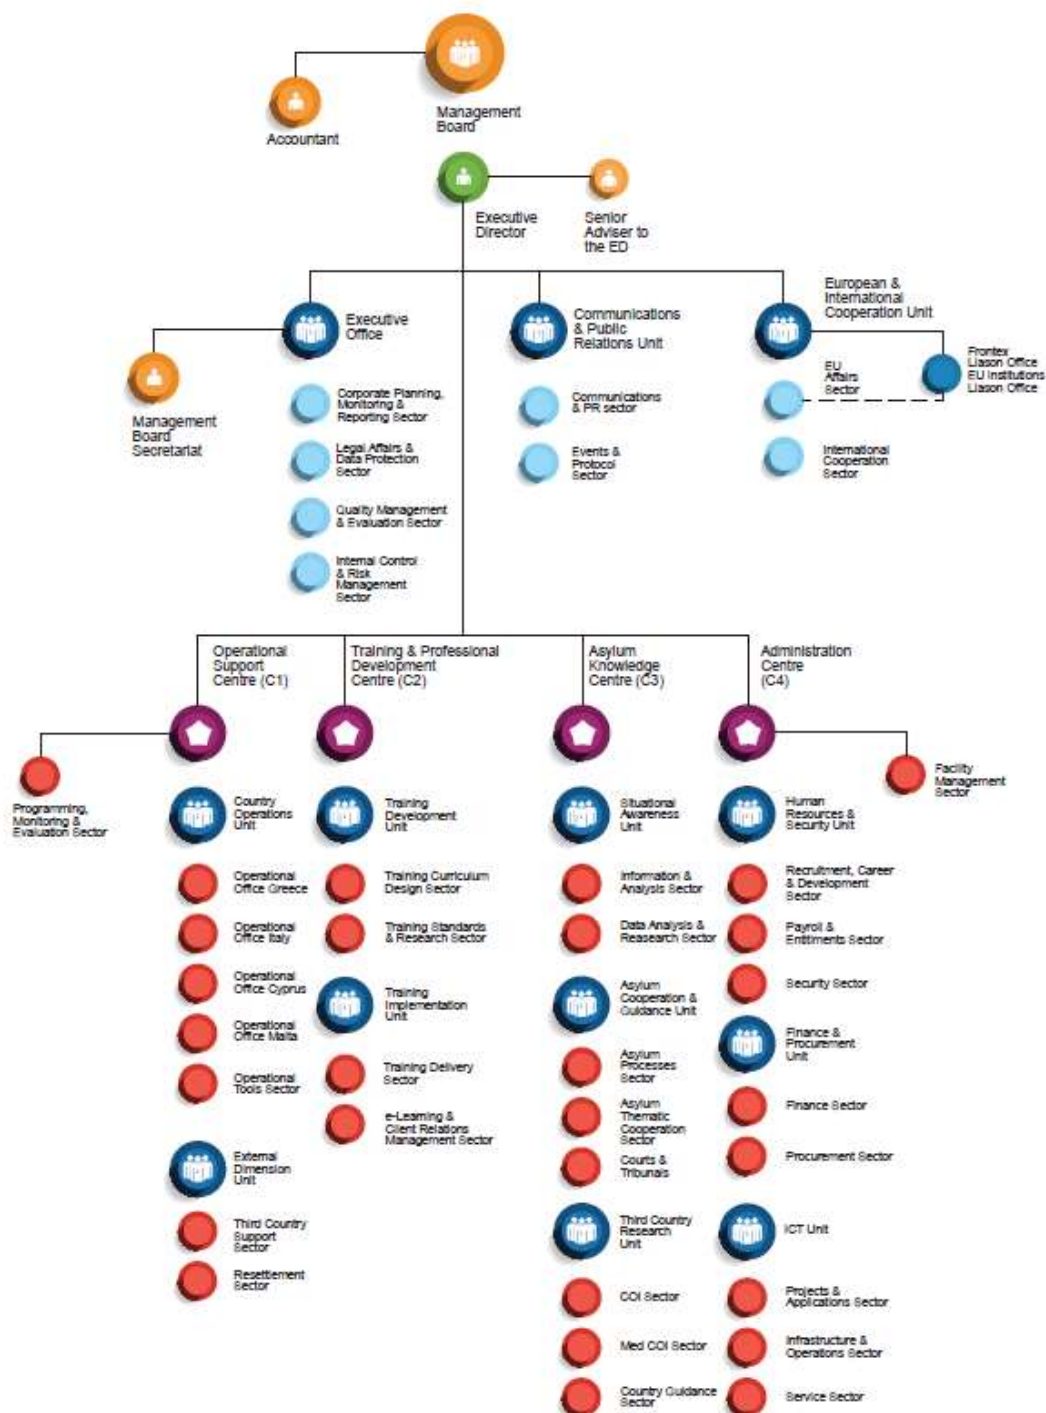 Management
Board
Accountant
Executive
Director
Senior
Adviser to
the ED
Executive
Office
Communications
& Public
Relations Unit
European &
International
Cooperation Unit
Management
Board
Secretariat
Corporate Planning,
Monitoring &
Reporting Sector
Legal Affairs &
Data Protection
Sector
Quality Management
& Evaluation Sector
Internal Control
& Risk
Management
Sector
Communications
& PR sector
Events &
Protocol
Sector
EU
Affairs
Sector
International
Cooperation
Sector
Frontex
Liason Office
EU Institutions
Liason Office
Operational
Support
Centre (C1)
Training & Professional
Development
Centre (C2)
Asylum
Knowledge
Centre (C3)
Administration
Centre
(C4)
Programming,
Monitoring &
Evaluation Sector
Country
Operations
Unit
Operational
Office Greece
Operational
Office Italy
Operational
Office Cyprus
Operational
Office Malta
Operational
Tools Sector
External
Dimension
Unit
Third Country
Support
Sector
Resettlement
Sector
Training
Development
Unit
Training Curriculum
Design Sector
Training Standards
& Research Sector
Training
Implementation
Unit
Training Delivery
Sector
e-Learning &
Client Relations
Management Sector
Situational
Awareness
Unit
Information &
Analysis Sector
Data Analysis &
Reasearch Sector
Asylum
Cooperation &
Guidance Unit
Asylum
Processes
Sector
Asylum
Thematic
Cooperation
Sector
Courts &
Tribunals
Third Country
Research
Unit
COI Sector
Med COI Sector
Country Guidance
Sector
Facility
Management
Sector
Human
Resources &
Security Unit
Recruitment, Career
& Development
Sector
Payroll &
Entitlments Sector
Security Sector
Finance &
Procurement
Unit
Finance Sector
Procurement Sector
ICT Unit
Projects &
Applications Sector
Infrastructure &
Operations Sector
Service Sector